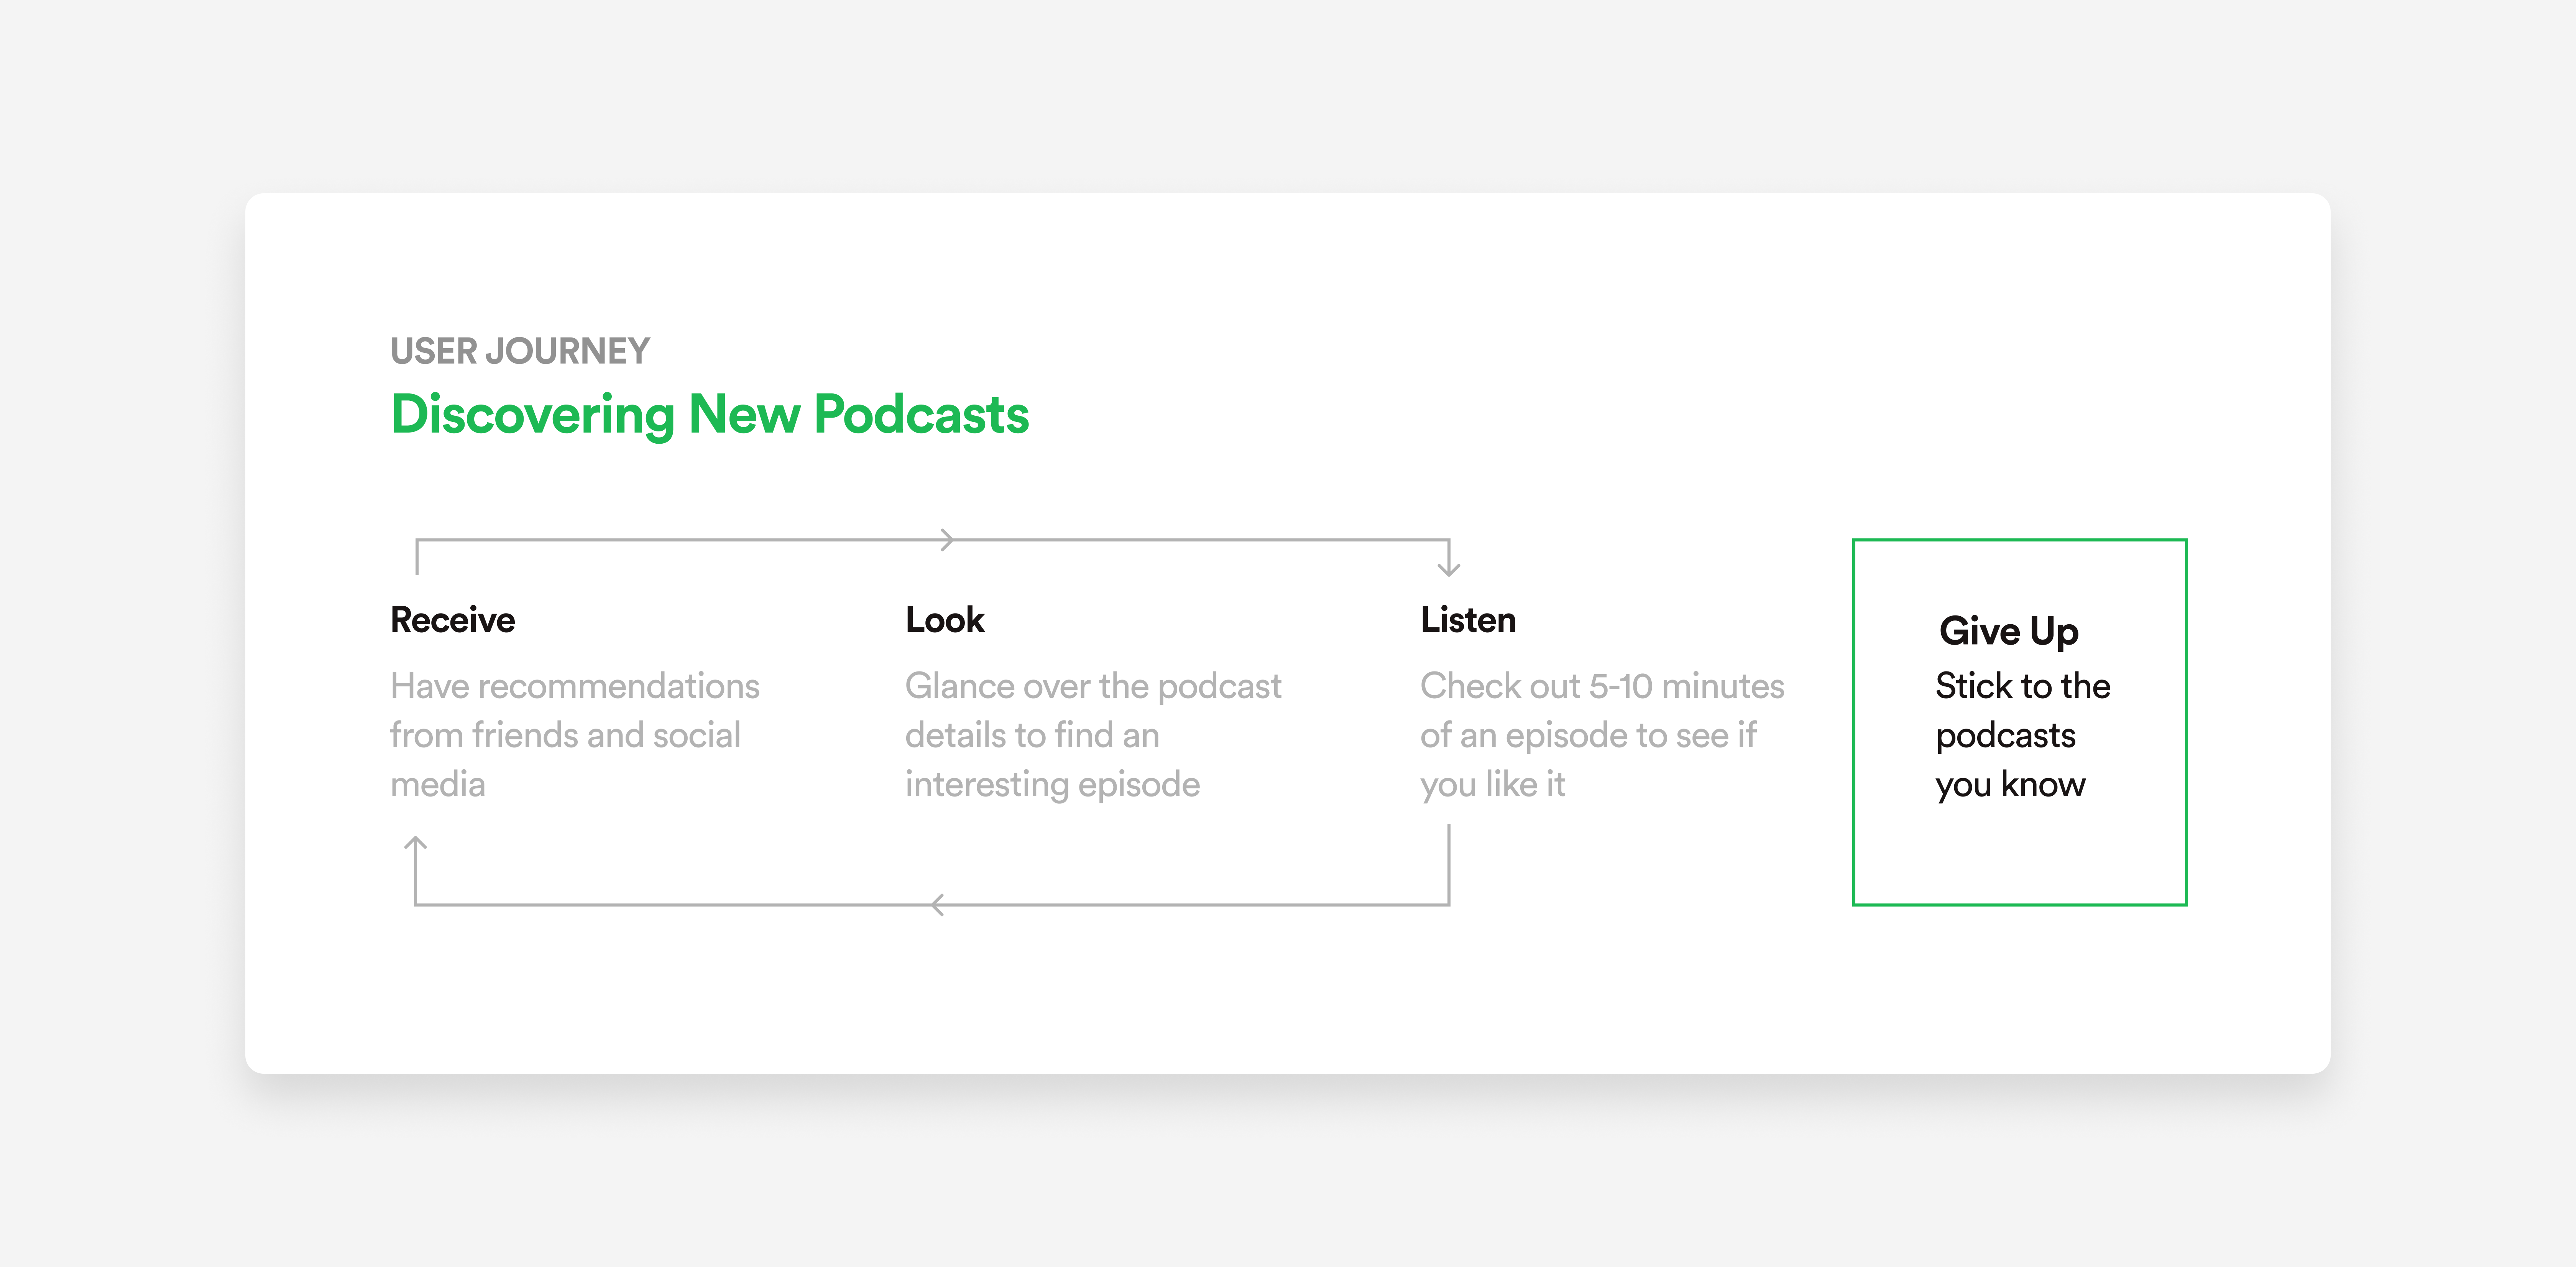 USER JOURNEY
Discovering New Podcasts
Receive
Have recommendations
from friends and social
media
Look
Glance over the podcast
details to find an
interesting episode
Listen
Check out 5-10 minutes
of an episode to see if
you like it
Give Up
Stick to the
podcasts
you know